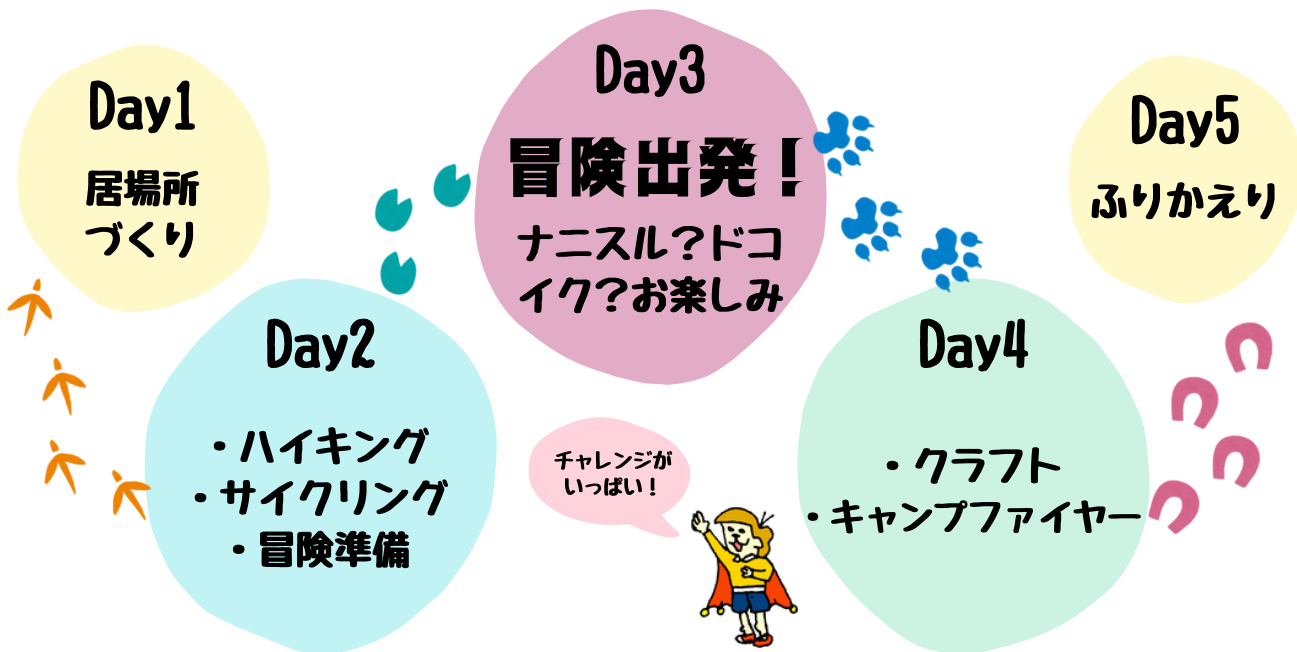 Day1
居場所
づくり
Day2
・ハイキング
・サイクリング
・冒険準備
Day3
冒険出発！
ナニスル？ドコ
イク？お楽しみ
チャレンジが
いっぱい！
Day4
・クラフト
・キャンプファイヤー
Day5
ふりかえり